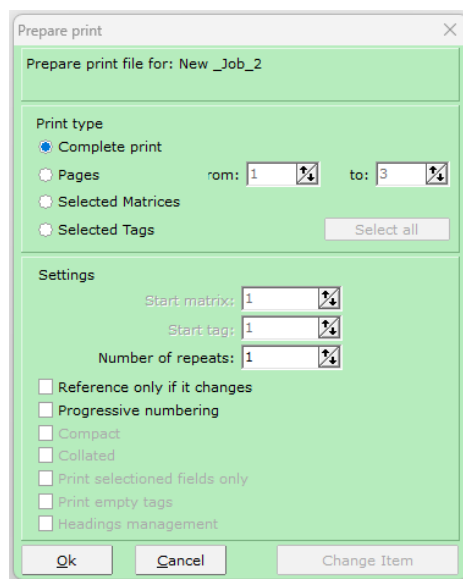 Prepare print
Prepare print file for: New _Job_2
Print type
Complete print
Pages rom: 1 to: 3
Selected Matrices
Selected Tags Select all
Settings
Start matrix: 1
Start tag: 1
Number of repeats: 1
Reference only if it changes
Progressive numbering
Compact
Collated
Print selectioned fields only
Print empty tags
Headings management
Ok Cancel Change Item